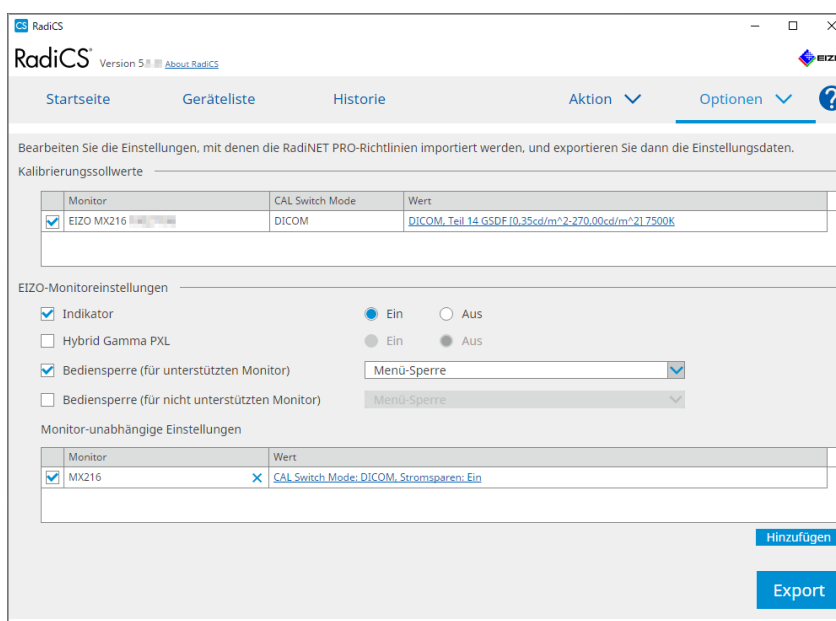 CS RadiCS
RadiCS® Version 5. About RadiCS
Startseite Geräteliste Historie Aktion Optionen ?
Bearbeiten Sie die Einstellungen, mit denen die RadiNET PRO-Richtlinien importiert werden, und exportieren Sie dann die Einstellungsdaten.
Kalibrierungssollwerte
Monitor CAL Switch Mode Wert
EIZO MX216 DICOM DICOM, Teil 14 GSDF [0,35cd/m^2-270,00cd/m^2] 7500K
EIZO-Monitoreinstellungen
Indikator Ein Aus
Hybrid Gamma PXL Ein Aus
Bediensperre (für unterstützten Monitor) Menü-Sperre
Bediensperre (für nicht unterstützten Monitor) Menü-Sperre
Monitor-unabhängige Einstellungen
Monitor Wert
MX216 CAL Switch Mode: DICOM, Stromsparen: Ein
Hinzufügen
Export